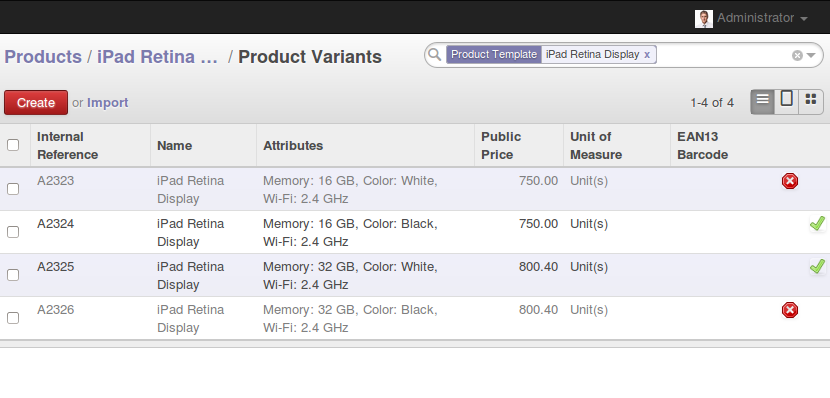 Administrator
Products / iPad Retina ... / Product Variants
Product Template iPad Retina Display x
Create or Import
1-4 of 4
Internal Reference Name Attributes Public Price Unit of Measure EAN13 Barcode
A2323 iPad Retina Display Memory: 16 GB, Color: White, Wi-Fi: 2.4 GHz 750.00 Unit(s)
A2324 iPad Retina Display Memory: 16 GB, Color: Black, Wi-Fi: 2.4 GHz 750.00 Unit(s)
A2325 iPad Retina Display Memory: 32 GB, Color: White, Wi-Fi: 2.4 GHz 800.40 Unit(s)
A2326 iPad Retina Display Memory: 32 GB, Color: Black, Wi-Fi: 2.4 GHz 800.40 Unit(s)